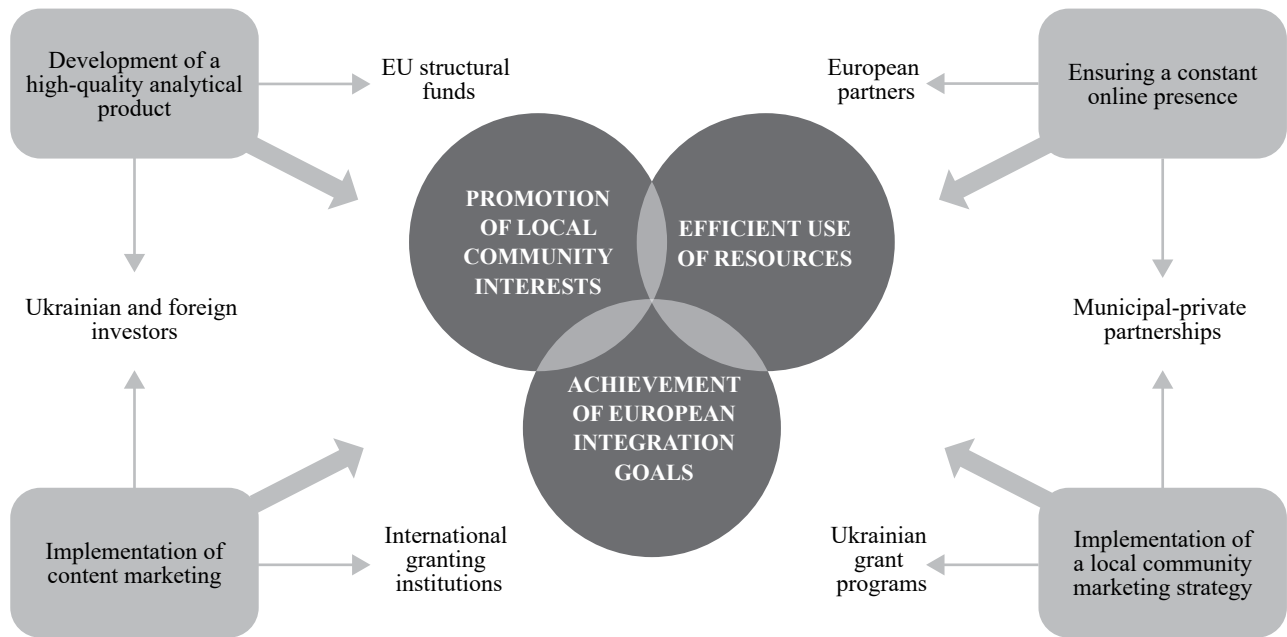 Development of a
high-quality analytical
product
EU structural
funds
European
partners
Ensuring a constant
online presence
PROMOTION
OF LOCAL
COMMUNITY
INTERESTS
EFFICIENT USE
OF RESOURCES
Ukrainian and foreign
investors
Municipal-private
partnerships
ACHIEVEMENT
OF EUROPEAN
INTEGRATION
GOALS
Implementation of
content marketing
International
granting
institutions
Ukrainian
grant
programs
Implementation of
a local community
marketing strategy